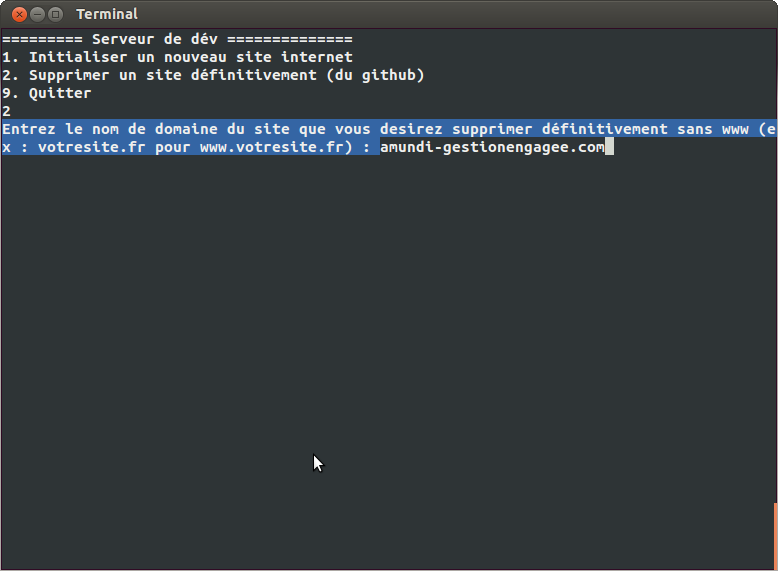 Terminal
========= Serveur de dév ==============
1. Initialiser un nouveau site internet
2. Supprimer un site définitivement (du github)
9. Quitter
2
Entrez le nom de domaine du site que vous desirez supprimer définitivement sans www (e
x : votresite.fr pour www.votresite.fr) : amundi-gestionengagee.com